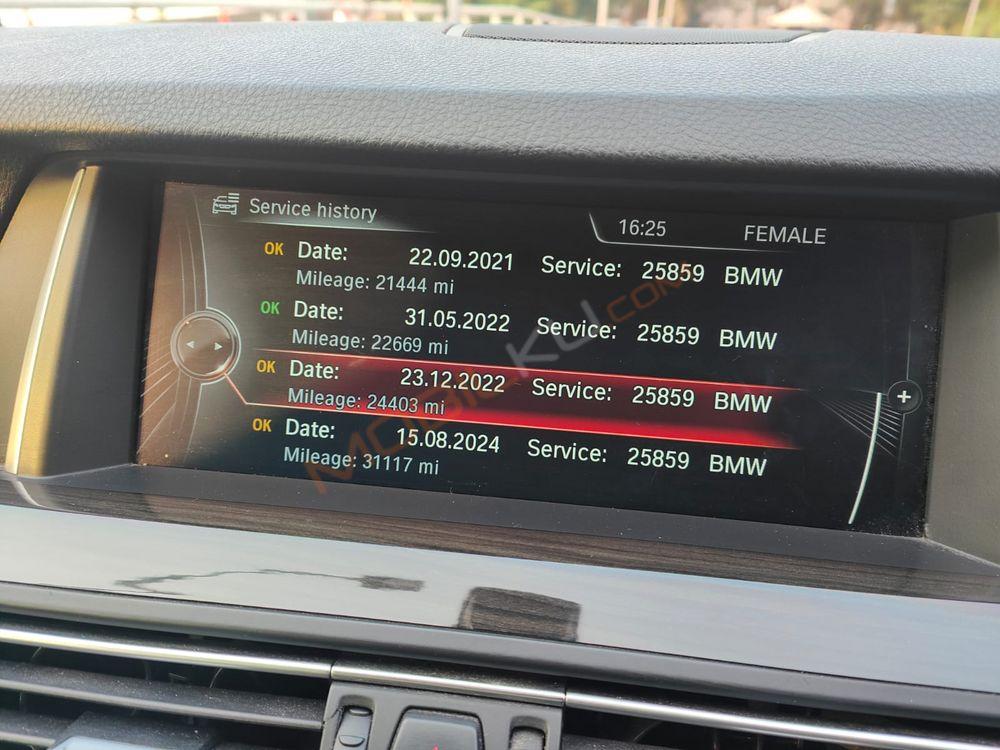 Service history
16:25 FEMALE
OK Date: 22.09.2021 Service: 25859 BMW
Mileage: 21444 mi
OK Date: 31.05.2022 Service: 25859 BMW
Mileage: 22669 mi
OK Date: 23.12.2022 Service: 25859 BMW
Mileage: 24403 mi
OK Date: 15.08.2024 Service: 25859 BMW
Mileage: 31117 mi
MOBILKU.COM